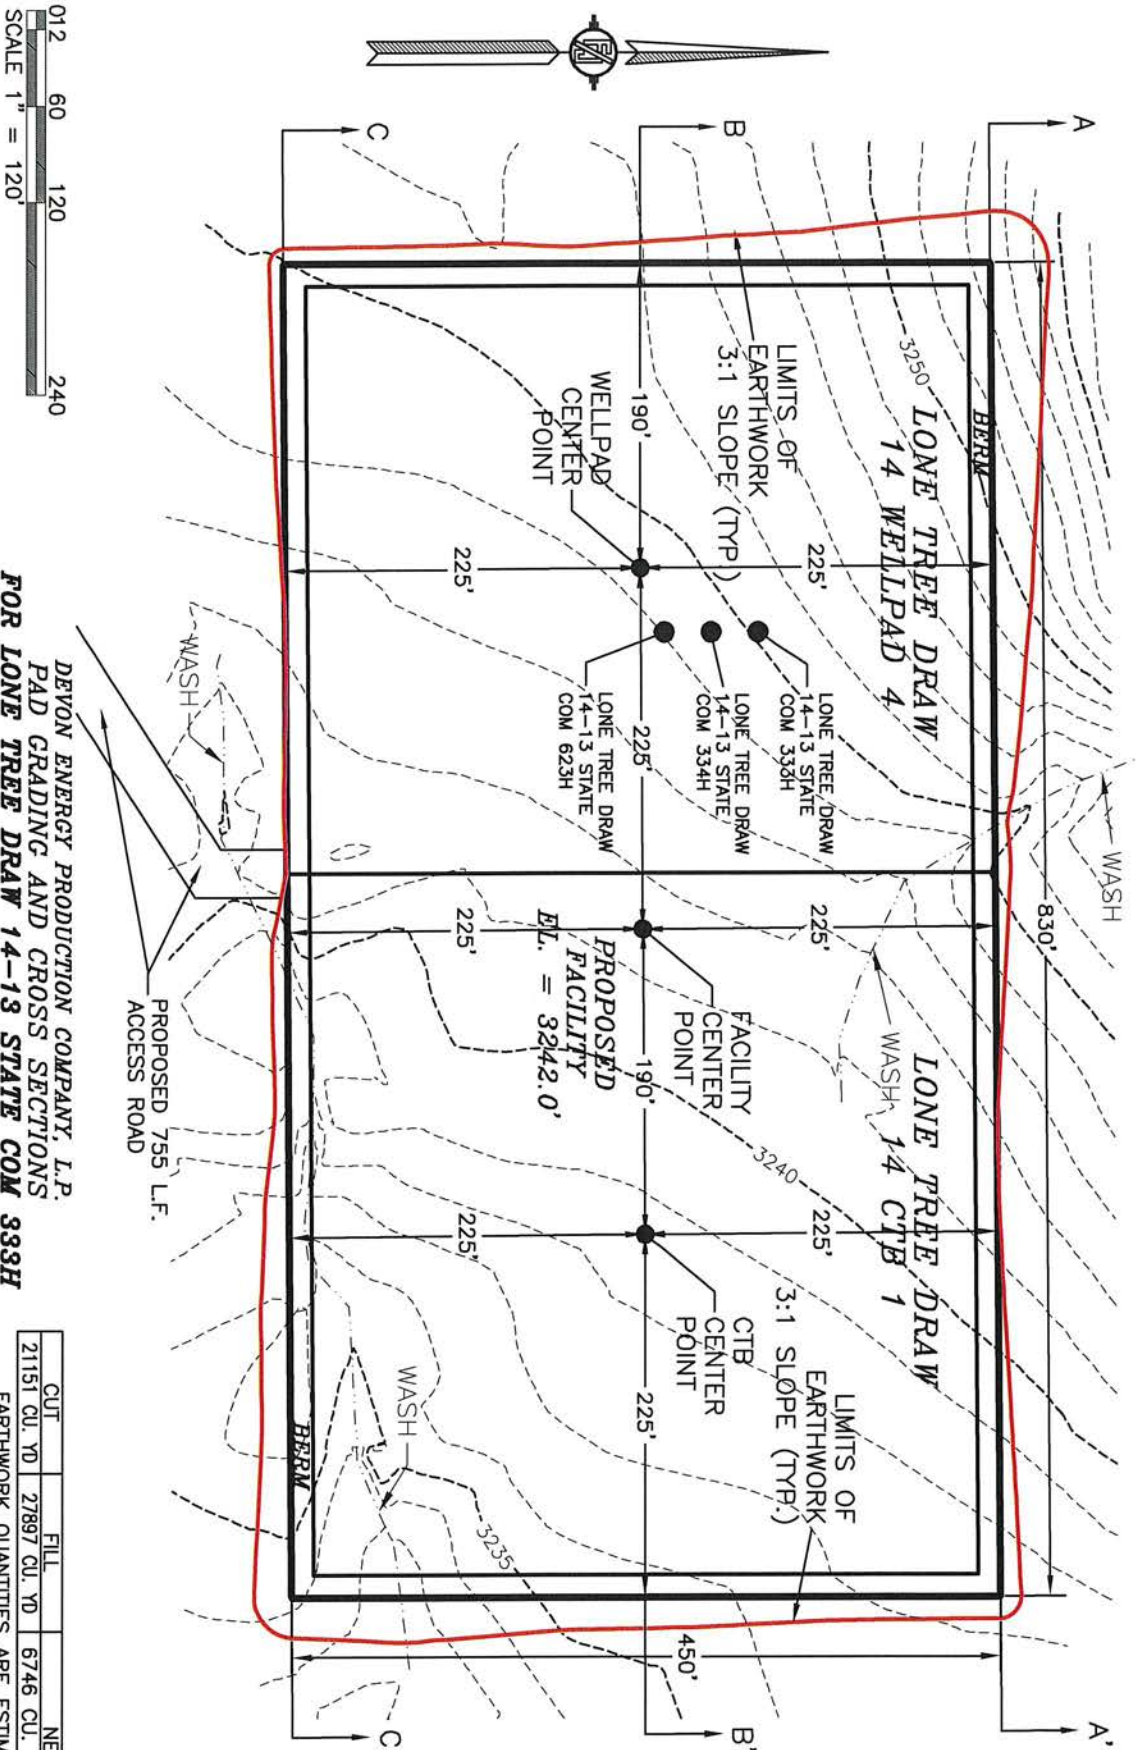 A
A'
B
B'
C
C
WASH
830'
BERM
LONE TREE DRAW
14 WELLPAD 4
LONE TREE DRAW
14 CTB 1
3250
LIMITS OF
EARTHWORK
3:1 SLOPE (TYP.)
225'
225'
225'
WASH
LONE TREE DRAW
14-13 STATE
COM 333H
LONE TREE DRAW
14-13 STATE
COM 334H
LONE TREE DRAW
14-13 STATE
COM 623H
WELLPAD
CENTER
POINT
190'
225'
190'
225'
FACILITY
CENTER
POINT
3240
CTB
CENTER
POINT
LIMITS OF
EARTHWORK
3:1 SLOPE (TYP.)
450'
PROPOSED
FACILITY
EL. = 3242.0'
225'
225'
225'
3235
WASH
BERM
WASH
PROPOSED 755 L.F.
ACCESS ROAD
DEVON ENERGY PRODUCTION COMPANY, L.P.
PAD GRADING AND CROSS SECTIONS
FOR LONE TREE DRAW 14-13 STATE COM 333H
012 60 120 240
SCALE 1" = 120'
CUT FILL
21151 CU. YD 27897 CU. YD 6746 CU.
EARTHWORK QUANTITIES ARE